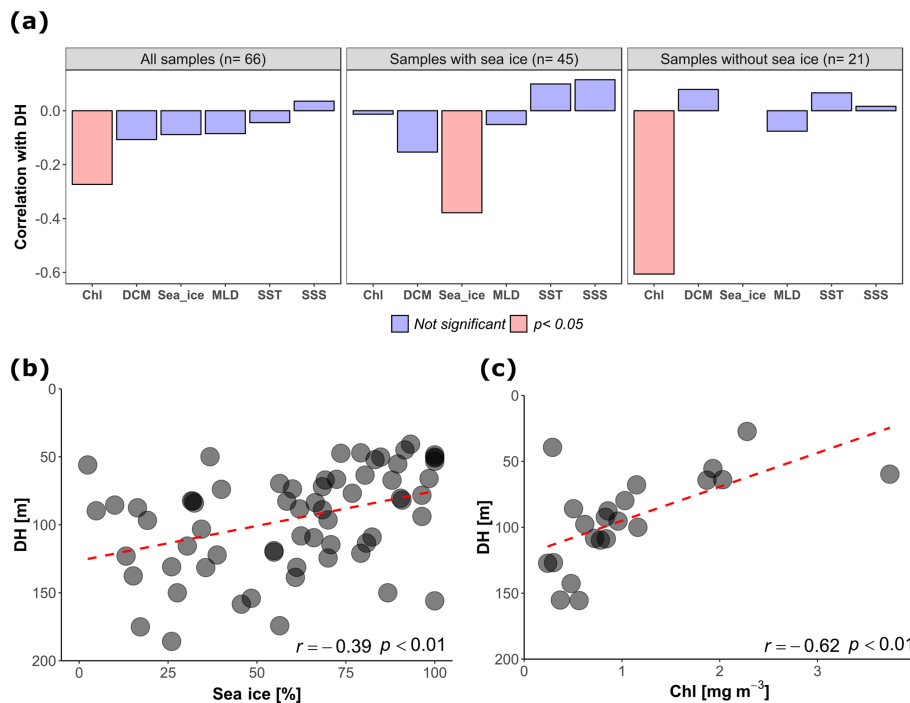 (a)
All samples (n= 66)
Samples with sea ice (n= 45)
Samples without sea ice (n= 21)
Correlation with DH
0.0
-0.2
-0.4
-0.6
Chl DCM Sea_ice MLD SST SSS
Chl DCM Sea_ice MLD SST SSS
Chl DCM Sea_ice MLD SST SSS
Not significant p< 0.05
(b)
DH [m]
0
50
100
150
200
r = −0.39 p < 0.01
0 25 50 75 100
Sea ice [%]
(c)
DH [m]
0
50
100
150
200
r = −0.62 p < 0.01
0 1 2 3
Chl [mg m⁻³]